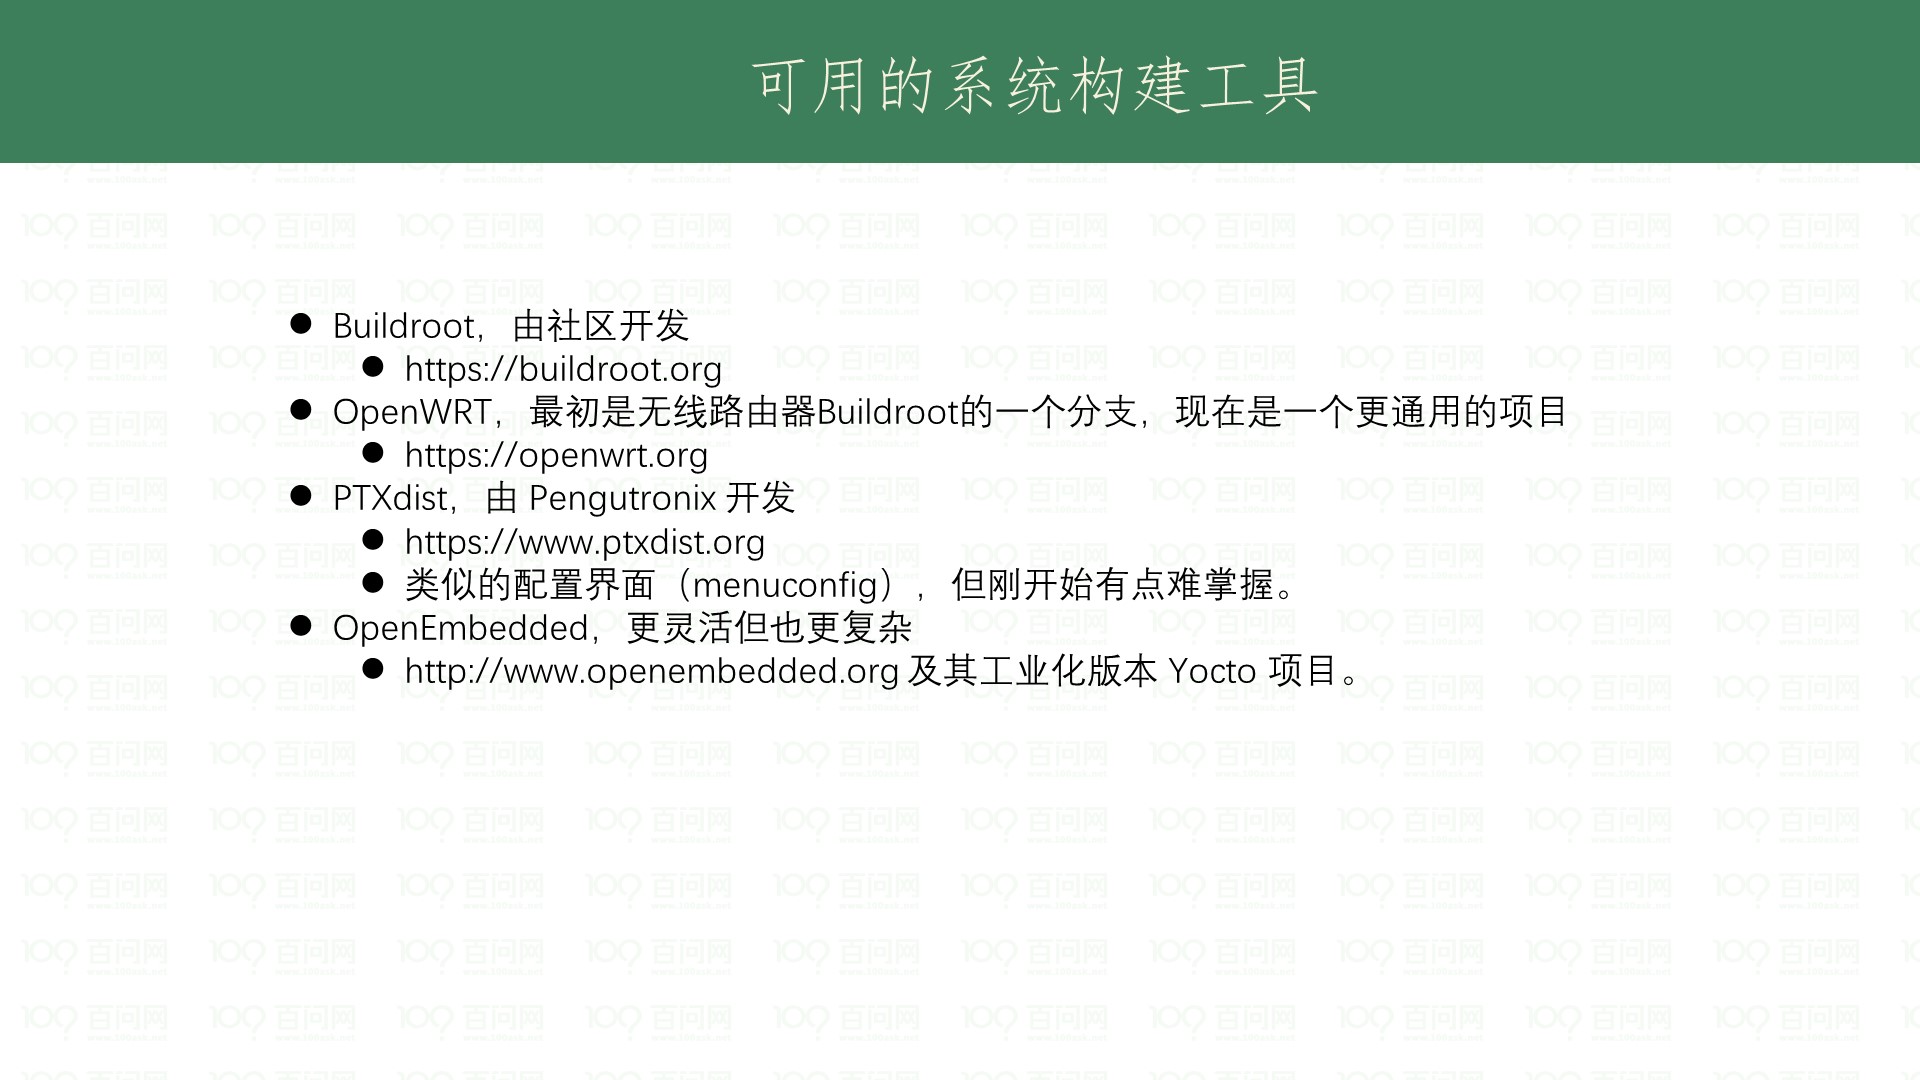 可用的系统构建工具
Buildroot，由社区开发
https://buildroot.org
OpenWRT，最初是无线路由器Buildroot的一个分支，现在是一个更通用的项目
https://openwrt.org
PTXdist，由 Pengutronix 开发
https://www.ptxdist.org
类似的配置界面（menuconfig），但刚开始有点难掌握。
OpenEmbedded，更灵活但也更复杂
http://www.openembedded.org 及其工业化版本 Yocto 项目。
百问网